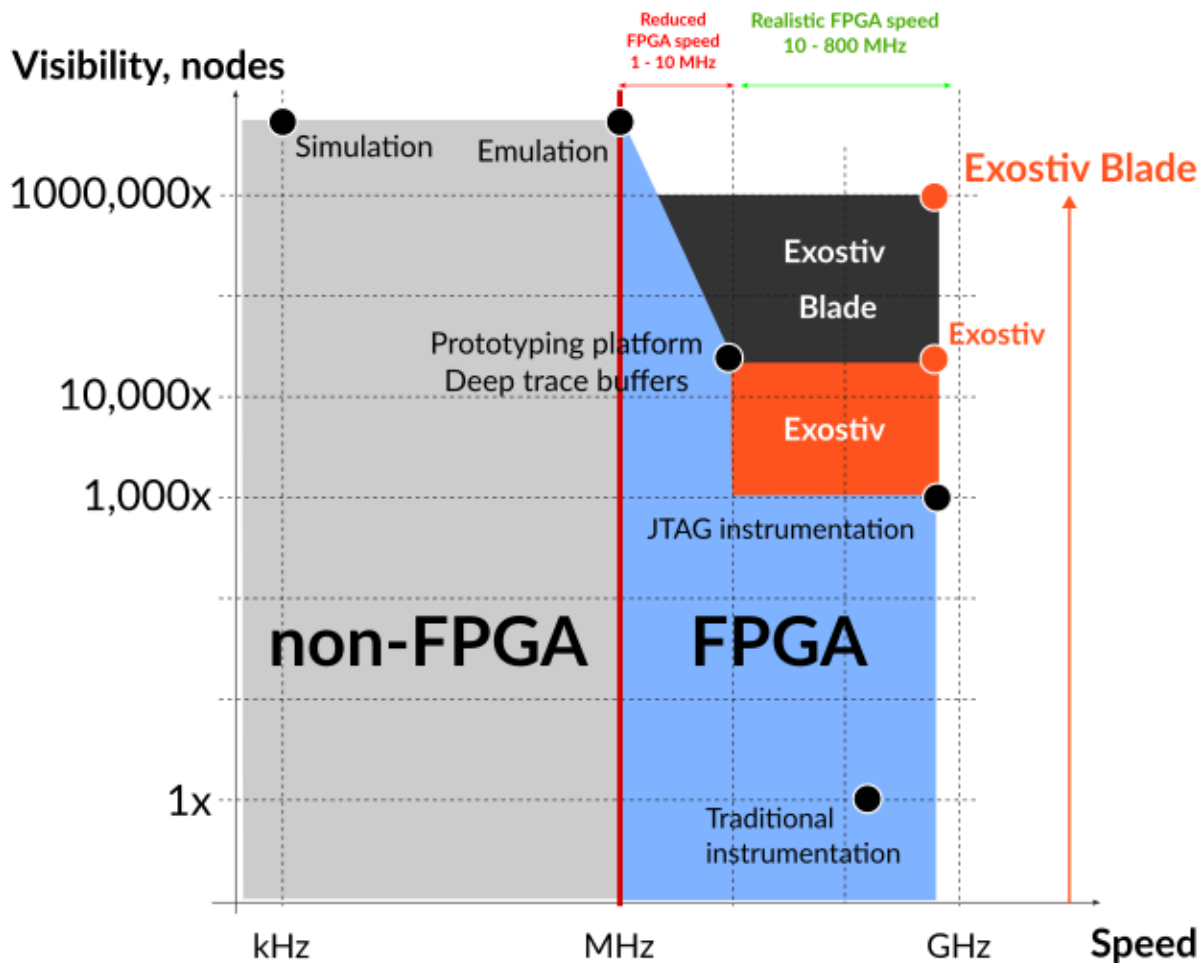 Reduced
FPGA speed
1 - 10 MHz
Realistic FPGA speed
10 - 800 MHz
Visibility, nodes
Simulation
Emulation
Exostiv Blade
1000,000x
Exostiv
Blade
Exostiv
Prototyping platform
Deep trace buffers
10,000x
Exostiv
1,000x
JTAG instrumentation
non-FPGA
FPGA
1x
Traditional
instrumentation
kHz
MHz
GHz
Speed